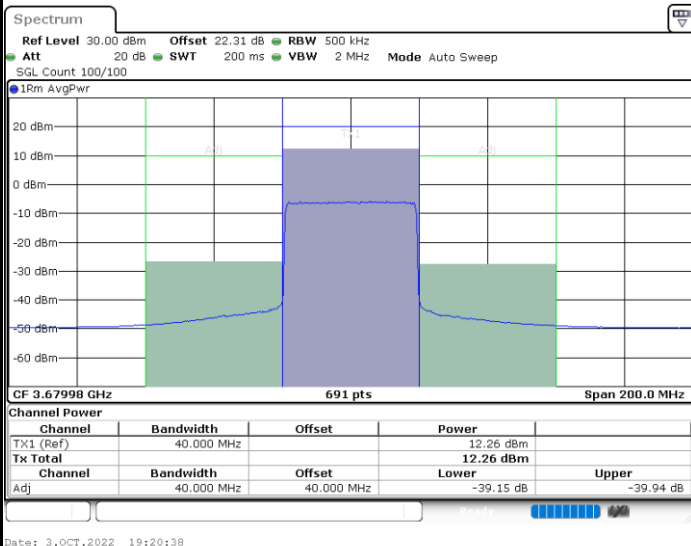 Spectrum
Ref Level 30.00 dBm Offset 22.31 dB RBW 500 kHz
Att 20 dB SWT 200 ms VBW 2 MHz Mode Auto Sweep
SGL Count 100/100
1Rm AvgPwr
20 dBm
TX1
Adj Adj
10 dBm
0 dBm
-10 dBm
-20 dBm
-30 dBm
-40 dBm
-50 dBm
-60 dBm
CF 3.67998 GHz 691 pts Span 200.0 MHz
Channel Power
Channel Bandwidth Offset Power
TX1 (Ref) 40.000 MHz 12.26 dBm
Tx Total 12.26 dBm
Channel Bandwidth Offset Lower Upper
Adj 40.000 MHz 40.000 MHz -39.15 dB -39.94 dB
Ready
Date: 3.OCT.2022 19:20:38